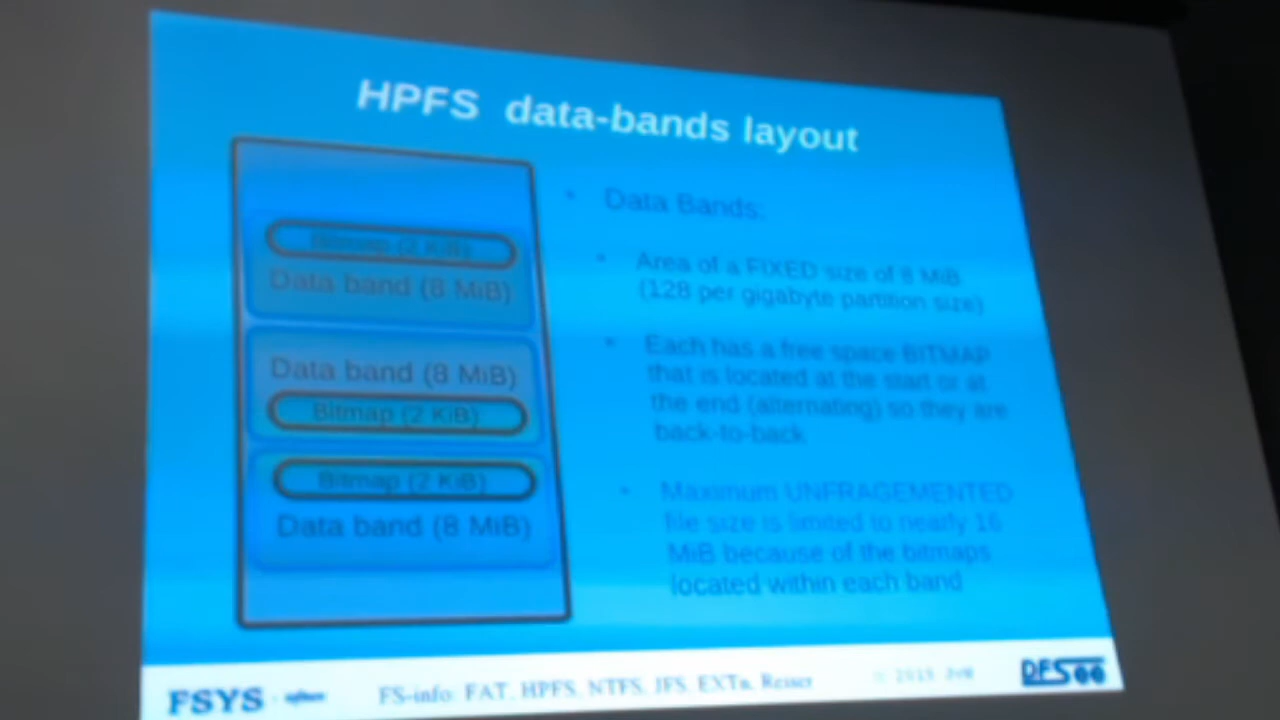 HPFS data-bands layout
Bitmap (2 KiB)
Data band (8 MiB)
Data band (8 MiB)
Bitmap (2 KiB)
Bitmap (2 KiB)
Data band (8 MiB)
• Data Bands:
• Area of a FIXED size of 8 MiB
(128 per gigabyte partition size)
• Each has a free space BITMAP
that is located at the start or at
the end (alternating) so they are
back-to-back
• Maximum UNFRAGEMENTED
file size is limited to nearly 16
MiB because of the bitmaps
located within each band
FSYS
FS-info: FAT, HPFS, NTFS, JFS, EXTn, Reiser
© 2015 JvW
DFSee